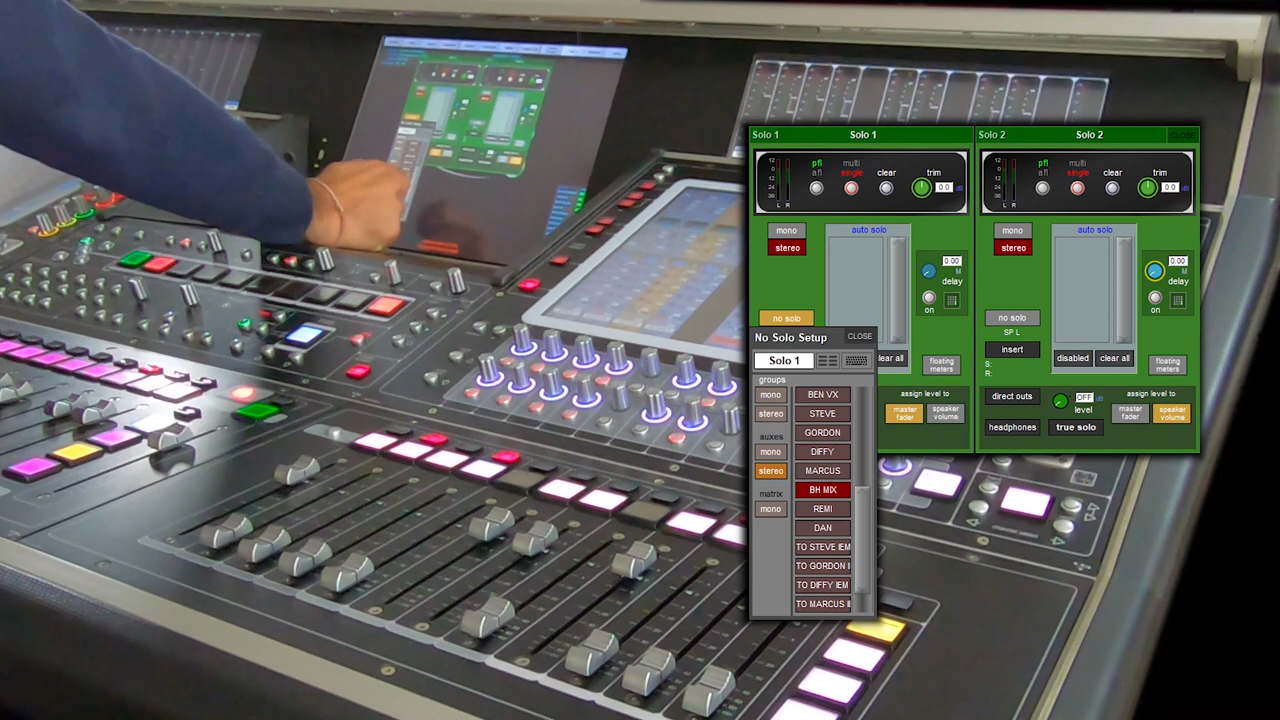 Solo 1 Solo 1
pfl multi
afl single clear trim
12
0
12
24
36
L R
0.0
mono
stereo
auto solo
0.00
M
delay
on
no solo
clear all
floating
meters
assign level to
master
fader
speaker
volume
Solo 2 Solo 2 CLOSE
pfl multi
afl single clear trim
12
0
12
24
36
L R
0.0
mono
stereo
auto solo
0.00
M
delay
on
no solo
SP L
insert
S:
R:
disabled clear all
floating
meters
direct outs
OFF
level
assign level to
master
fader
speaker
volume
headphones true solo
No Solo Setup CLOSE
Solo 1
groups
mono
stereo
auxes
mono
stereo
matrix
mono
BEN VX
STEVE
GORDON
DIFFY
MARCUS
BH MIX
REMI
DAN
TO STEVE IEM
TO GORDON I
TO DIFFY IEM
TO MARCUS